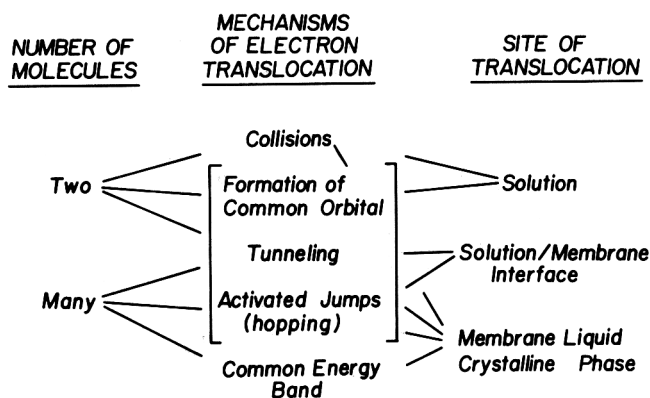 NUMBER OF
MOLECULES
MECHANISMS
OF ELECTRON
TRANSLOCATION
SITE OF
TRANSLOCATION
Two
Many
Collisions
Formation of
Common Orbital
Tunneling
Activated Jumps
(hopping)
Common Energy
Band
Solution
Solution/Membrane
Interface
Membrane Liquid
Crystalline Phase